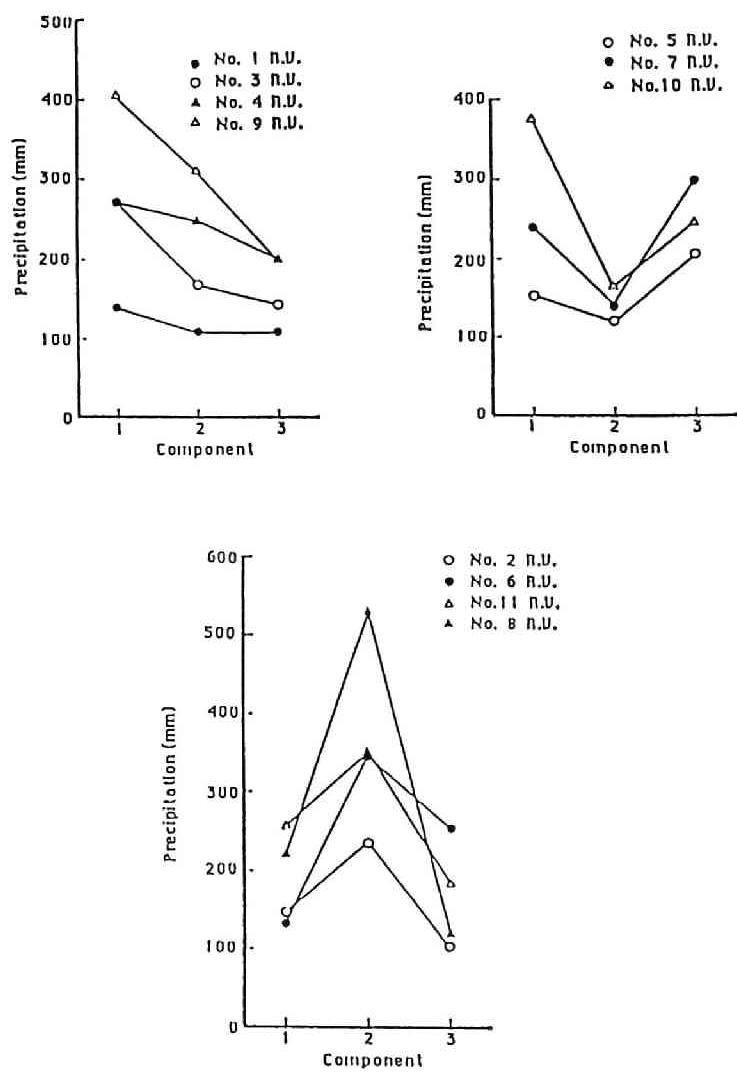 500
400
300
200
100
0
Precipitation (mm)
1 2 3
Component
No. 1 N.V.
No. 3 N.V.
No. 4 N.V.
No. 9 N.V.
400
300
200
100
0
Precipitation (mm)
1 2 3
Component
No. 5 N.V.
No. 7 N.V.
No.10 N.V.
600
500
400
300
200
100
0
Precipitation (mm)
1 2 3
Component
No. 2 N.V.
No. 6 N.V.
No.11 N.V.
No. 8 N.V.